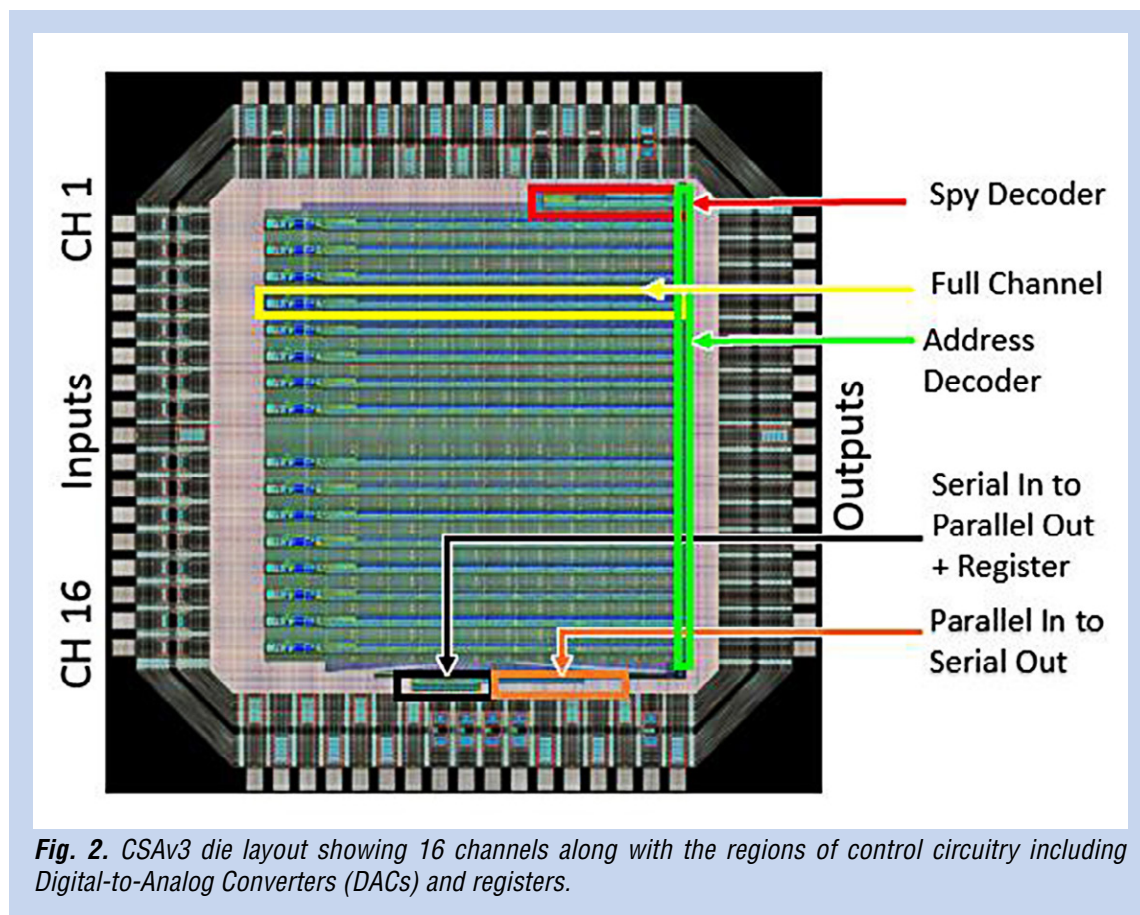 CH 1
Inputs
CH 16
Spy Decoder
Full Channel
Address
Decoder
Outputs
Serial In to
Parallel Out
+ Register
Parallel In to
Serial Out
Fig. 2. CSAv3 die layout showing 16 channels along with the regions of control circuitry including
Digital-to-Analog Converters (DACs) and registers.